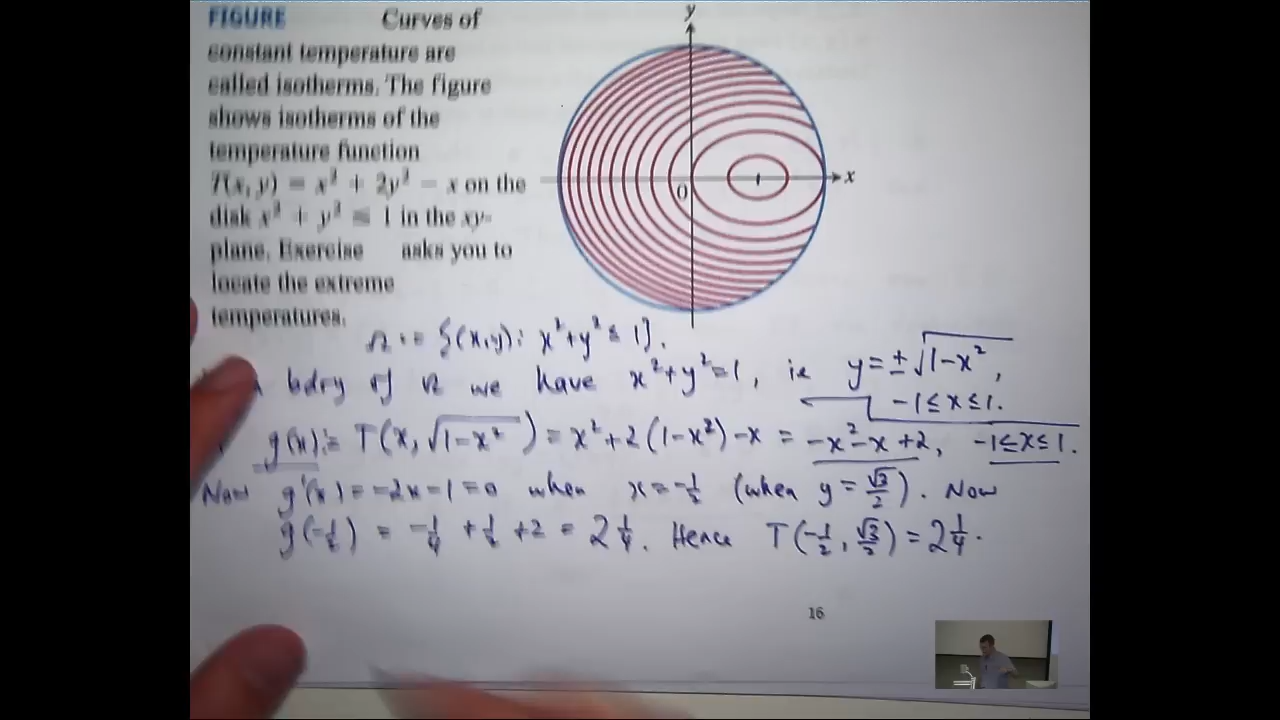 FIGURE Curves of
constant temperature are
called isotherms. The figure
shows isotherms of the
temperature function
T(x, y) = x² + 2y² − x on the
disk x² + y² ≤ 1 in the xy-
plane. Exercise asks you to
locate the extreme
temperatures.
y
x
0
Ω := {(x,y): x²+y² ≤ 1}.
bdry of Ω we have x²+y²=1, ie y=±√(1−x²),
−1≤x≤1.
g(x):= T(x, √(1−x²)) = x²+2(1−x²)−x = −x²−x+2, −1≤x≤1.
Now g'(x) = −2x−1=0 when x=−1/2 (when y=√3/2). Now
g(−1/2) = −1/4 + 1/2 + 2 = 2 1/4. Hence T(−1/2, √3/2) = 2 1/4.
16